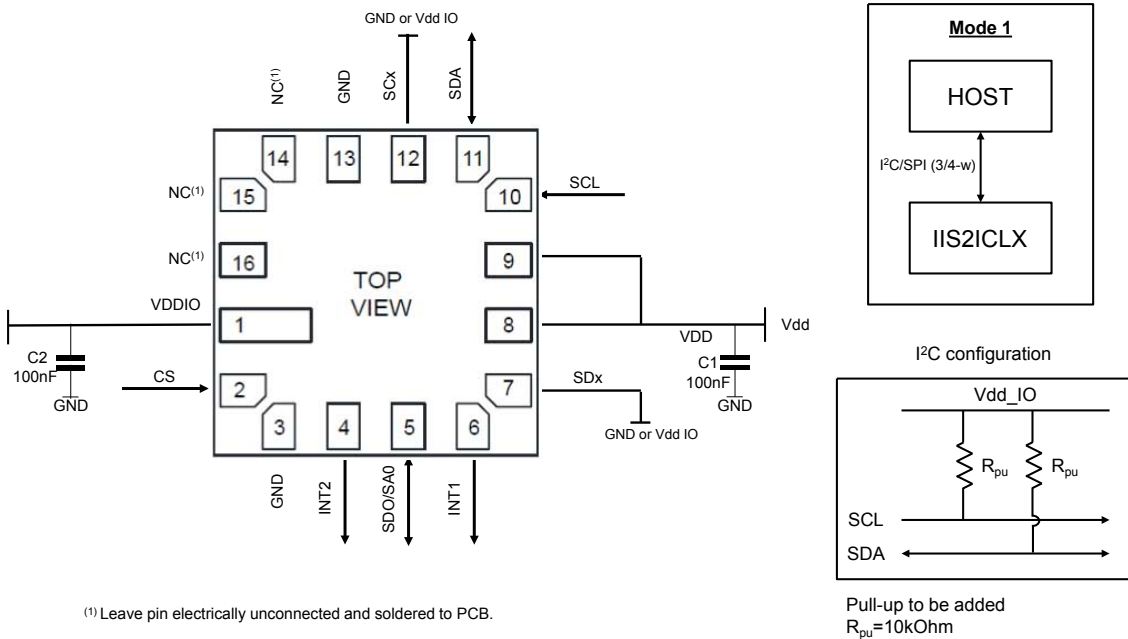 GND or Vdd IO
NC(1)
GND
SCx
SDA
14
13
12
11
NC(1)
15
10
SCL
NC(1)
16
9
TOP
VIEW
VDDIO
1
8
VDD
Vdd
C2
100nF
GND
C1
100nF
GND
CS
2
7
SDx
GND or Vdd IO
3
4
5
6
GND
INT2
SDO/SA0
INT1
(1) Leave pin electrically unconnected and soldered to PCB.
Mode 1
HOST
I²C/SPI (3/4-w)
IIS2ICLX
I²C configuration
Vdd_IO
Rpu
Rpu
SCL
SDA
Pull-up to be added
Rpu=10kOhm